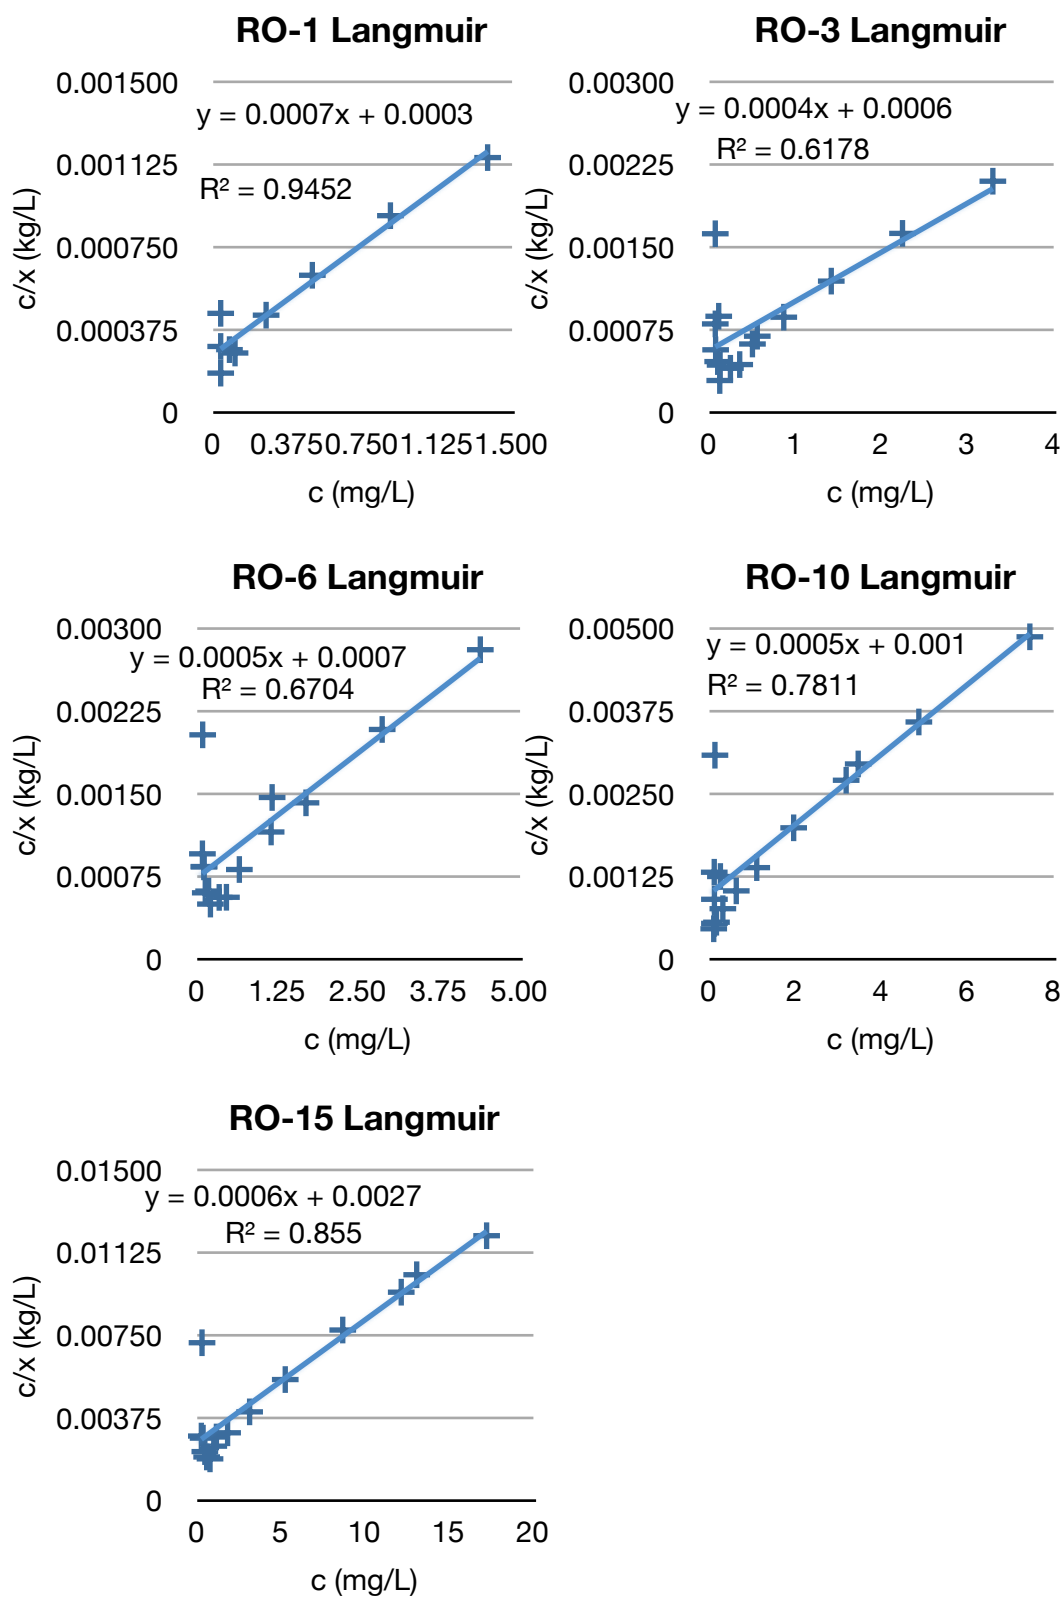 RO-1 Langmuir
0.001500
y = 0.0007x + 0.0003
0.001125
R² = 0.9452
c/x (kg/L)
0.000750
0.000375
0
0 0.375 0.750 1.125 1.500
c (mg/L)
RO-3 Langmuir
0.00300
y = 0.0004x + 0.0006
R² = 0.6178
0.00225
c/x (kg/L)
0.00150
0.00075
0
0 1 2 3 4
c (mg/L)
RO-6 Langmuir
0.00300
y = 0.0005x + 0.0007
R² = 0.6704
0.00225
c/x (kg/L)
0.00150
0.00075
0
0 1.25 2.50 3.75 5.00
c (mg/L)
RO-10 Langmuir
0.00500
y = 0.0005x + 0.001
R² = 0.7811
0.00375
c/x (kg/L)
0.00250
0.00125
0
0 2 4 6 8
c (mg/L)
RO-15 Langmuir
0.01500
y = 0.0006x + 0.0027
R² = 0.855
0.01125
c/x (kg/L)
0.00750
0.00375
0
0 5 10 15 20
c (mg/L)